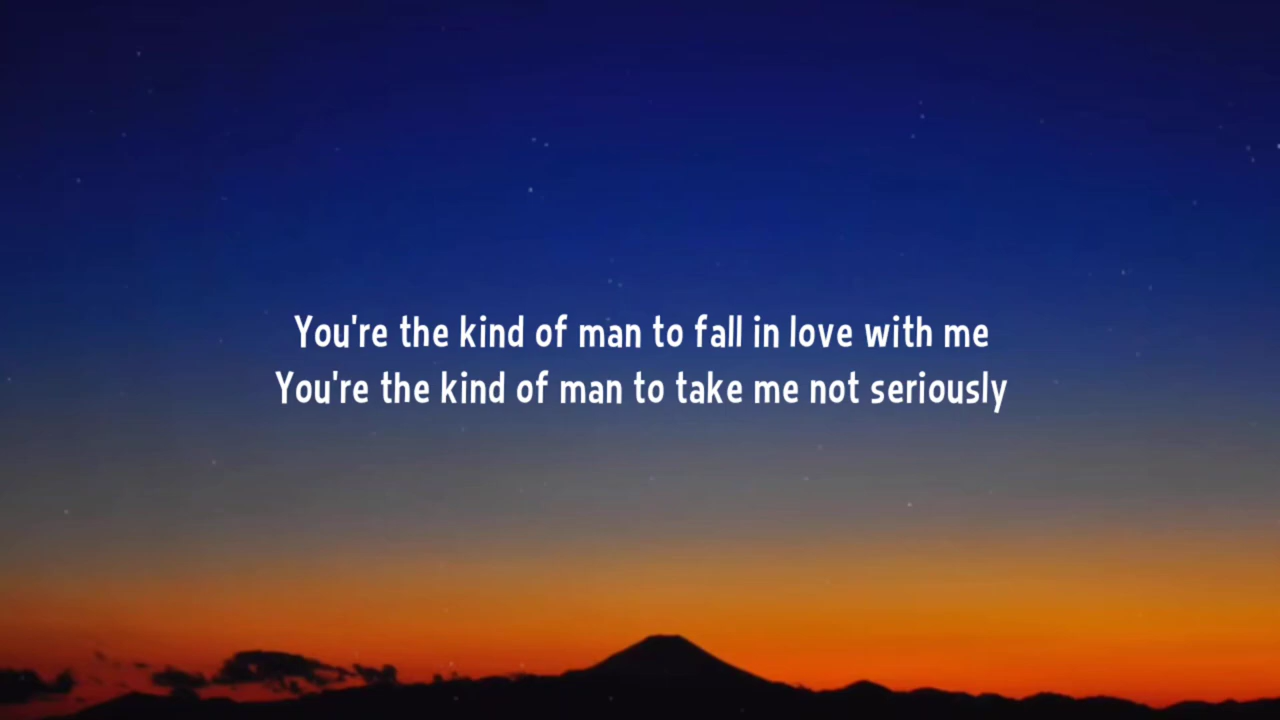 You're the kind of man to fall in love with me
You're the kind of man to take me not seriously